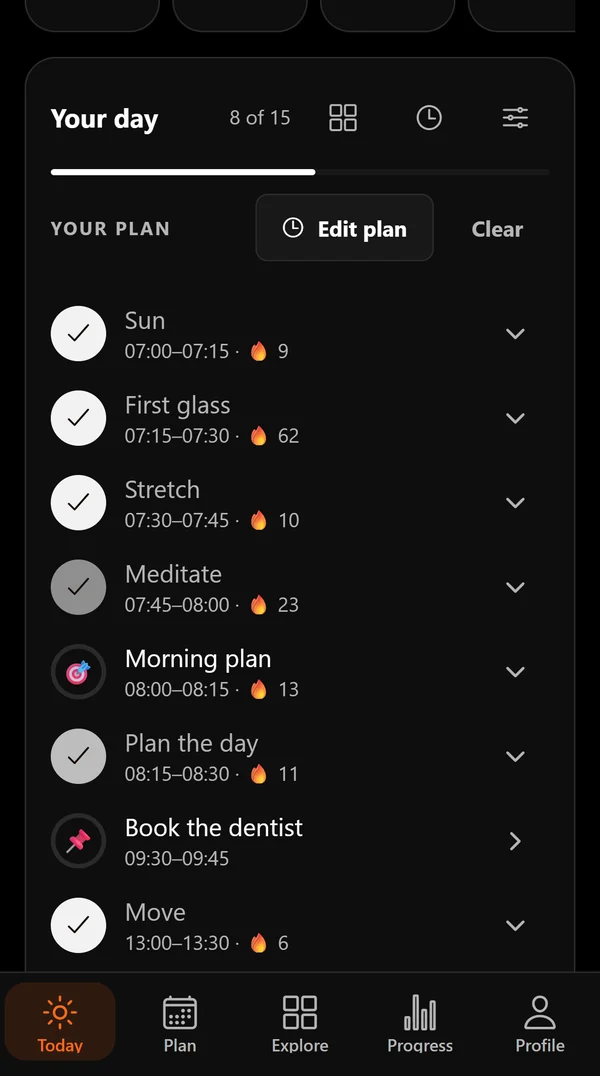 Your day
8 of 15
YOUR PLAN
Edit plan
Clear
Sun
07:00–07:15 · 🔥 9
First glass
07:15–07:30 · 🔥 62
Stretch
07:30–07:45 · 🔥 10
Meditate
07:45–08:00 · 🔥 23
Morning plan
08:00–08:15 · 🔥 13
Plan the day
08:15–08:30 · 🔥 11
Book the dentist
09:30–09:45
Move
13:00–13:30 · 🔥 6
Today
Plan
Explore
Progress
Profile